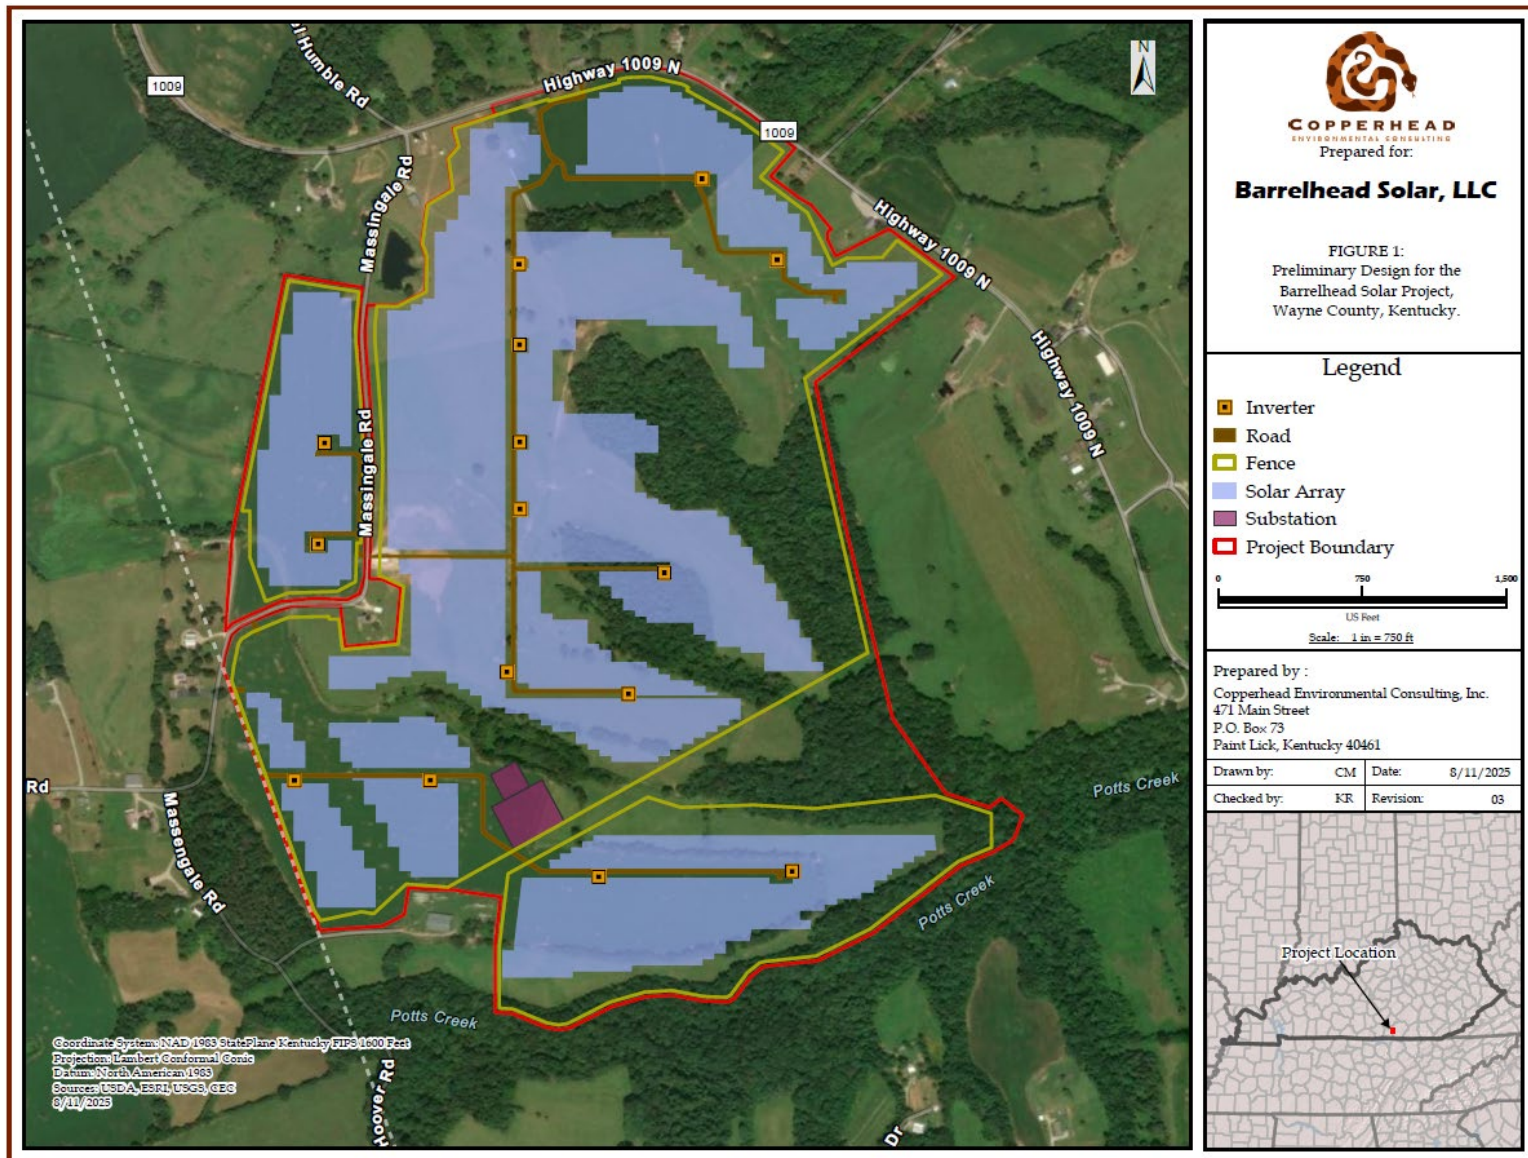 1009
ol Humble Rd
Highway 1009 N
N
1009
Massingale Rd
Highway 1009 N
Highway 1009 N
Massingale Rd
Rd
Massengale Rd
Potts Creek
Potts Creek
Potts Creek
Hoover Rd
Dr
Coordinate System: NAD 1983 StatePlane Kentucky FIPS 1600 Feet
Projection: Lambert Conformal Conic
Datum: North American 1983
Sources: USDA, ESRI, USGS, CEC
8/11/2025
COPPERHEAD
ENVIRONMENTAL CONSULTING
Prepared for:
Barrelhead Solar, LLC
FIGURE 1:
Preliminary Design for the
Barrelhead Solar Project,
Wayne County, Kentucky.
Legend
Inverter
Road
Fence
Solar Array
Substation
Project Boundary
0 750 1,500
US Feet
Scale: 1 in = 750 ft
Prepared by :
Copperhead Environmental Consulting, Inc.
471 Main Street
P.O. Box 73
Paint Lick, Kentucky 40461
Drawn by: CM Date: 8/11/2025
Checked by: KR Revision: 03
Project Location